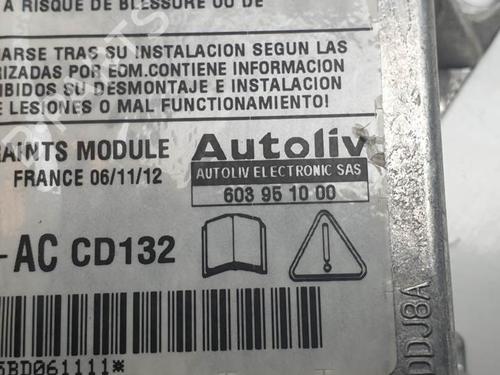 A RISQUE DE BLESSURE OU DE
ARSE TRAS SU INSTALACION SEGUN LAS
RIZADAS POR EDM.CONTIENE INFORMACION
IBIDOS SU DESMONTAJE E INSTALACION
E LESIONES O MAL FUNCIONAMIENTO!
AINTS MODULE
FRANCE 06/11/12
Autoliv
AUTOLIV ELECTRONIC SAS
603 95 10 00
-AC CD132
BD061111*
DDJ8A